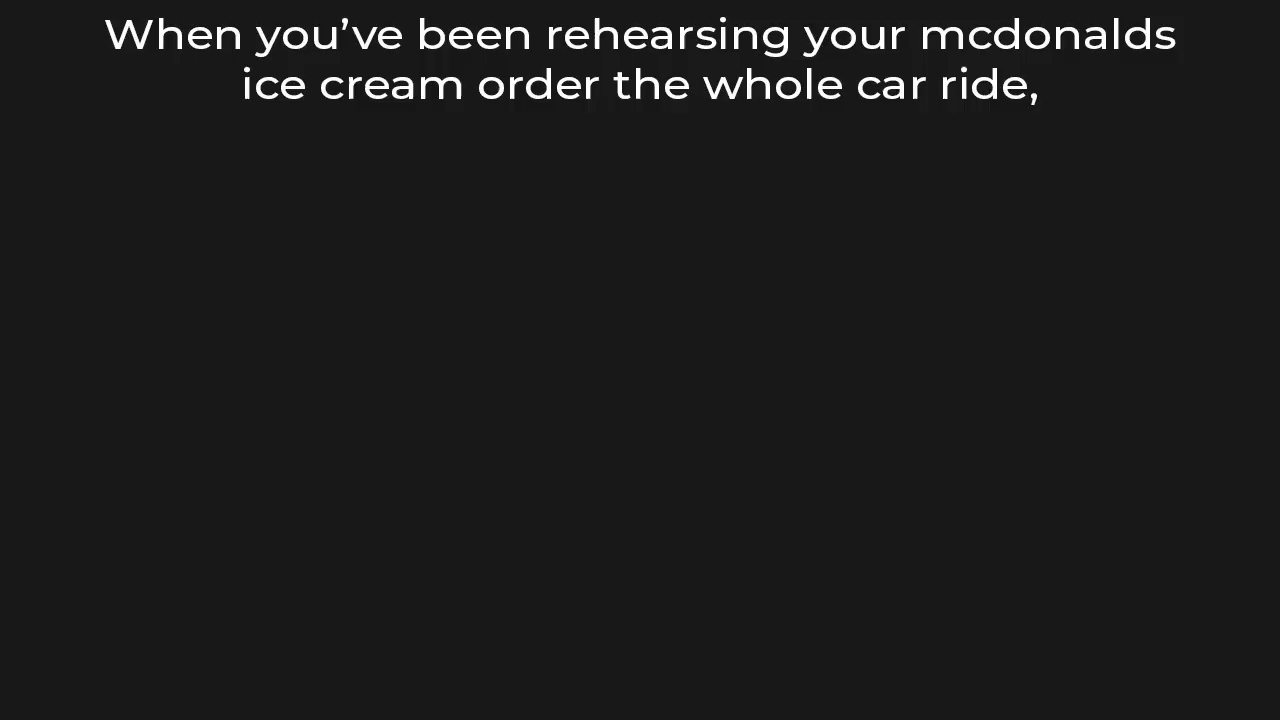 When you’ve been rehearsing your mcdonalds
ice cream order the whole car ride,